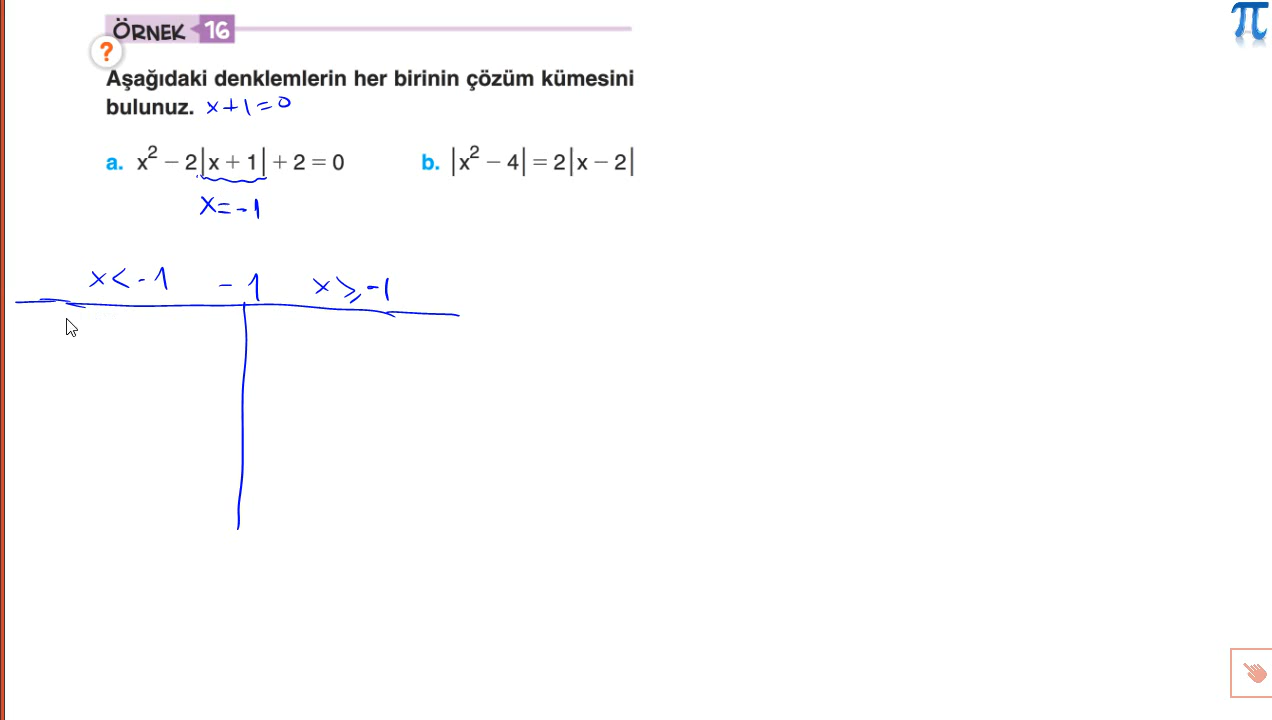 ÖRNEK 16
?
Aşağıdaki denklemlerin her birinin çözüm kümesini
bulunuz. x+1=0
a. x² − 2|x + 1| + 2 = 0
b. |x² − 4| = 2|x − 2|
x=-1
x<-1 -1 x⩾-1
π